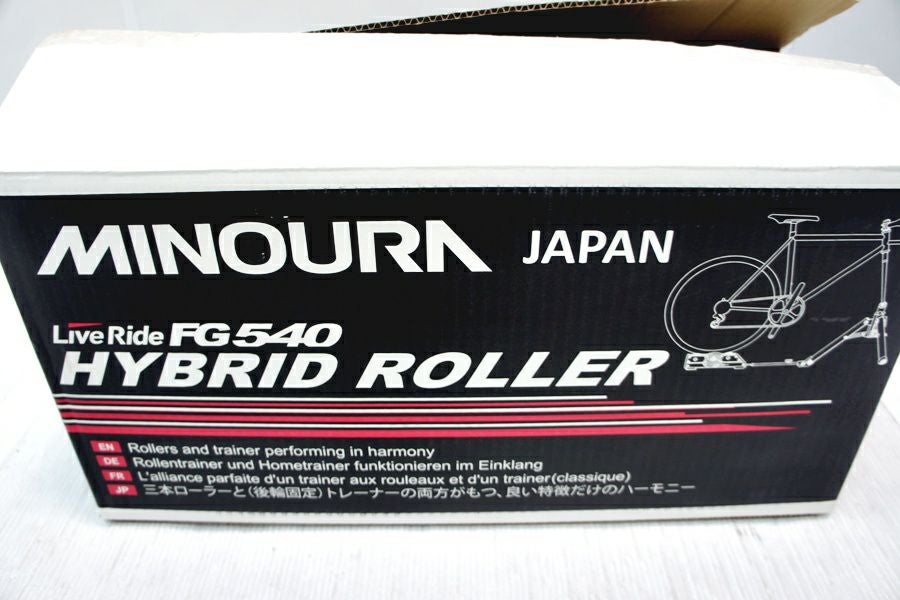 MINOURA JAPAN
LiveRide FG540
HYBRID ROLLER
EN Rollers and trainer performing in harmony
DE Rollentrainer und Hometrainer funktionieren im Einklang
FR L'alliance parfaite d'un trainer aux rouleaux et d'un trainer(classique)
JP 三本ローラーと(後輪固定)トレーナーの両方がもつ、良い特徴だけのハーモニー